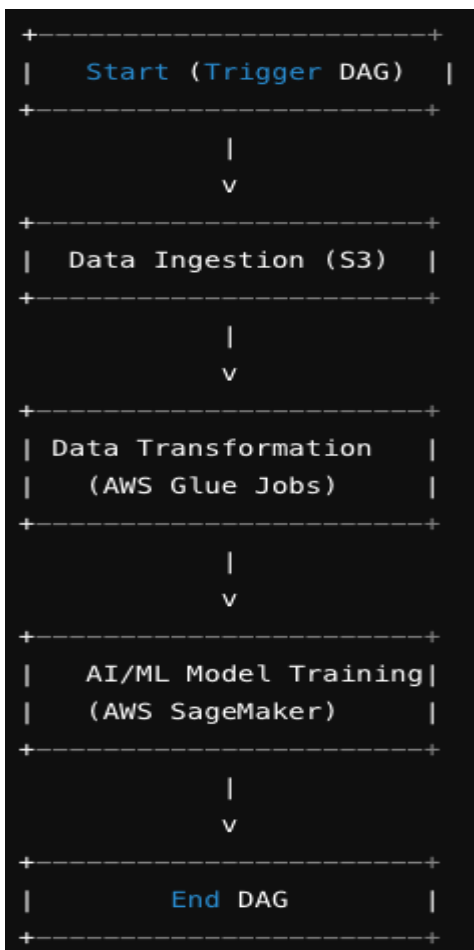 +------------------------+
|   Start (Trigger DAG)   |
+------------------------+
            |
            v
+------------------------+
|  Data Ingestion (S3)   |
+------------------------+
            |
            v
+------------------------+
| Data Transformation    |
|   (AWS Glue Jobs)      |
+------------------------+
            |
            v
+------------------------+
|   AI/ML Model Training|
|   (AWS SageMaker)      |
+------------------------+
            |
            v
+------------------------+
|        End DAG         |
+------------------------+